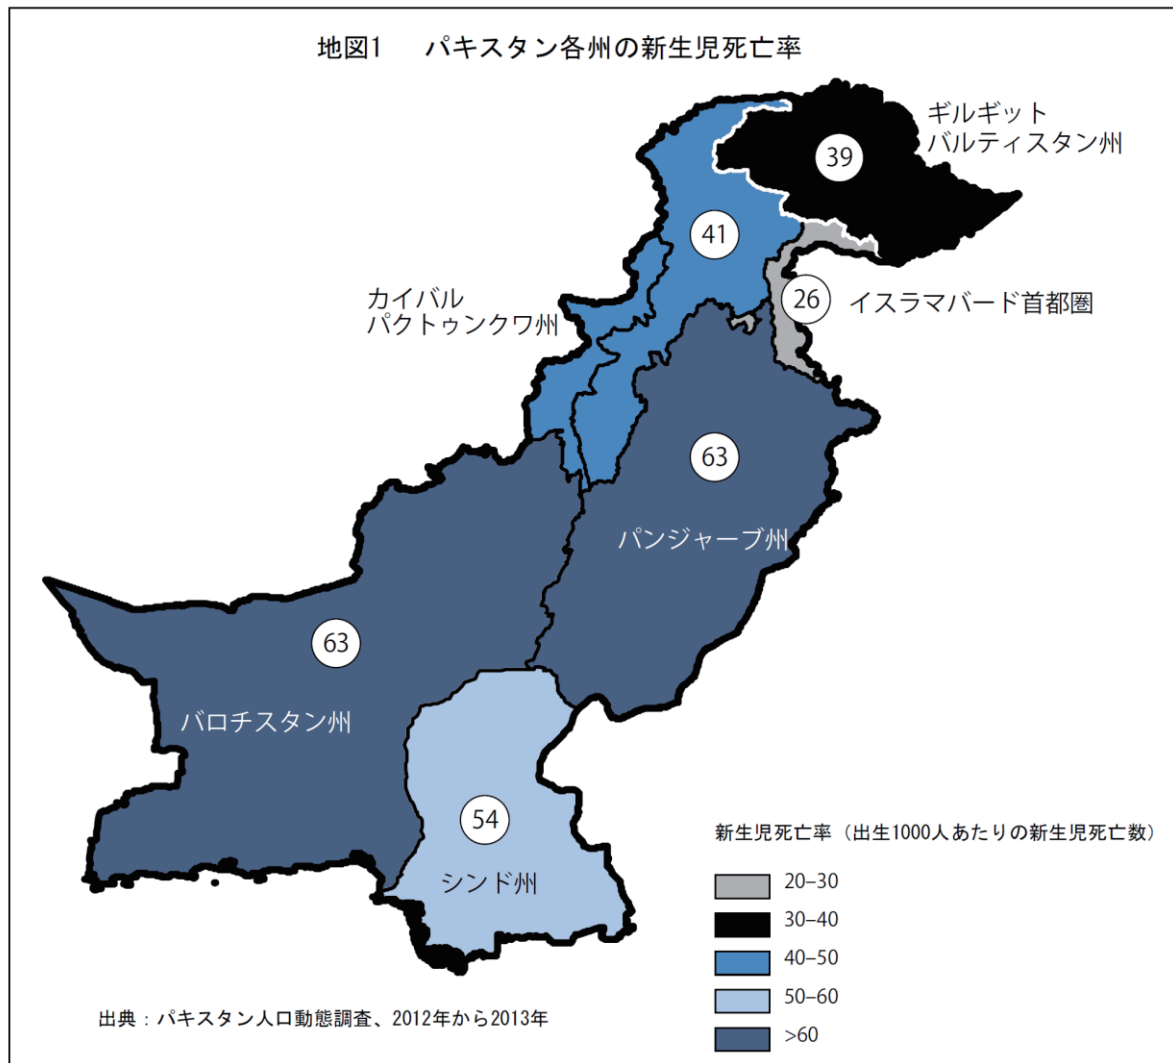 地図1 パキスタン各州の新生児死亡率
ギルギット
バルティスタン州
39
41
カイバル
パクトゥンクワ州
26
イスラマバード首都圏
63
パンジャーブ州
63
バロチスタン州
54
シンド州
新生児死亡率（出生1000人あたりの新生児死亡数）
20–30
30–40
40–50
50–60
>60
出典：パキスタン人口動態調査、2012年から2013年